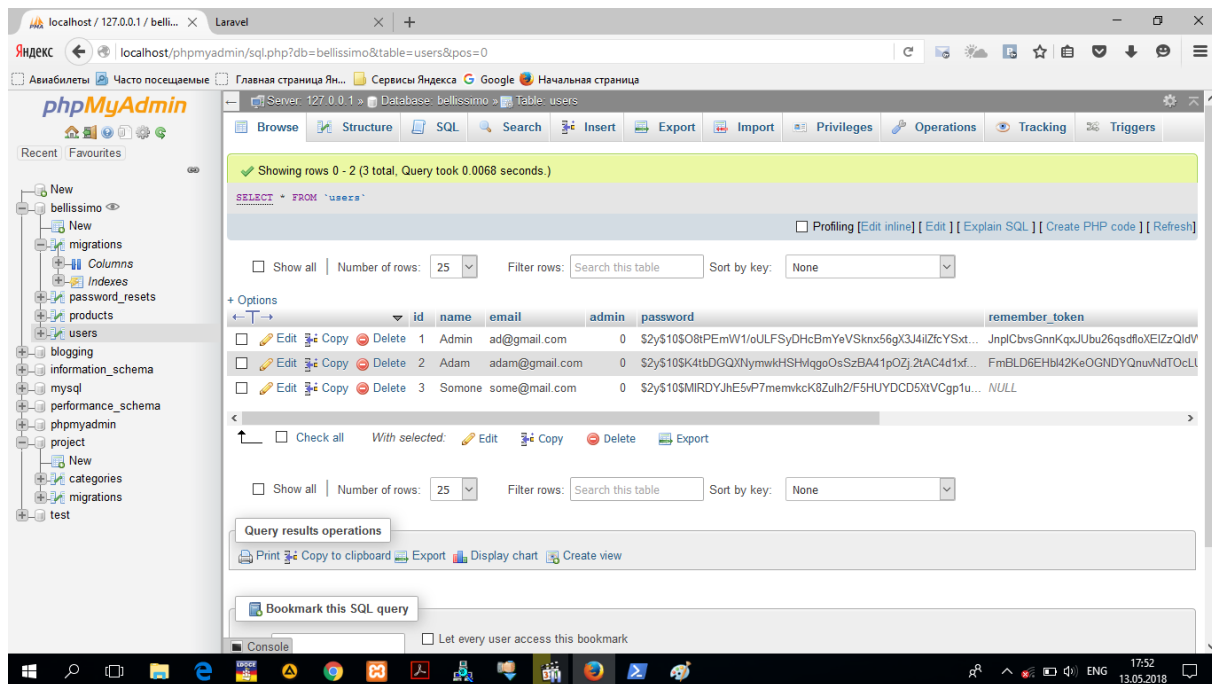 localhost / 127.0.0.1 / belli...
Laravel
Яндекс
localhost/phpmyadmin/sql.php?db=bellissimo&table=users&pos=0
Авиабилеты Часто посещаемые Главная страница Ян... Сервисы Яндекса Google Начальная страница
phpMyAdmin
Recent Favourites
New
bellissimo
New
migrations
Columns
Indexes
password_resets
products
users
blogging
information_schema
mysql
performance_schema
phpmyadmin
project
New
categories
migrations
test
Server: 127.0.0.1 » Database: bellissimo » Table: users
Browse Structure SQL Search Insert Export Import Privileges Operations Tracking Triggers
Showing rows 0 - 2 (3 total, Query took 0.0068 seconds.)
SELECT * FROM `users`
Profiling [Edit inline] [ Edit ] [ Explain SQL ] [ Create PHP code ] [ Refresh]
Show all | Number of rows: 25 Filter rows: Search this table Sort by key: None
+ Options
←T→ id name email admin password remember_token
Edit Copy Delete 1 Admin ad@gmail.com 0
Edit Copy Delete 2 Adam adam@gmail.com 0
Edit Copy Delete 3 Somone some@mail.com 0 NULL
Check all With selected: Edit Copy Delete Export
Show all | Number of rows: 25 Filter rows: Search this table Sort by key: None
Query results operations
Print Copy to clipboard Export Display chart Create view
Bookmark this SQL query
Let every user access this bookmark
Console
ENG
17:52
13.05.2018